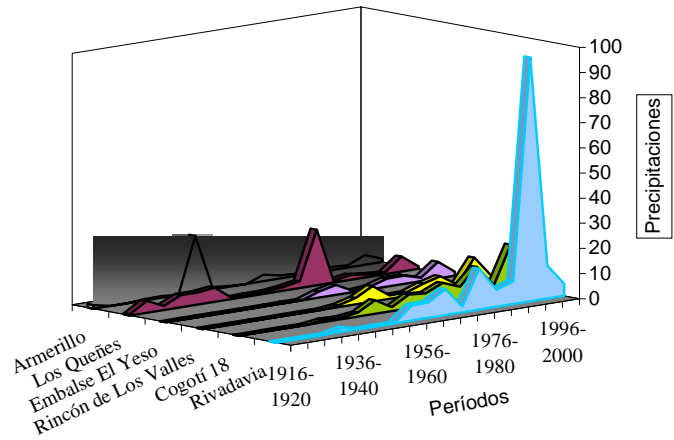 100
90
80
70
60
50
40
30
20
10
0
Precipitaciones
Armerillo
Los Queñes
Embalse El Yeso
Rincón de Los Valles
Cogotí 18
Rivadavia
1916-
1920
1936-
1940
1956-
1960
1976-
1980
1996-
2000
Períodos